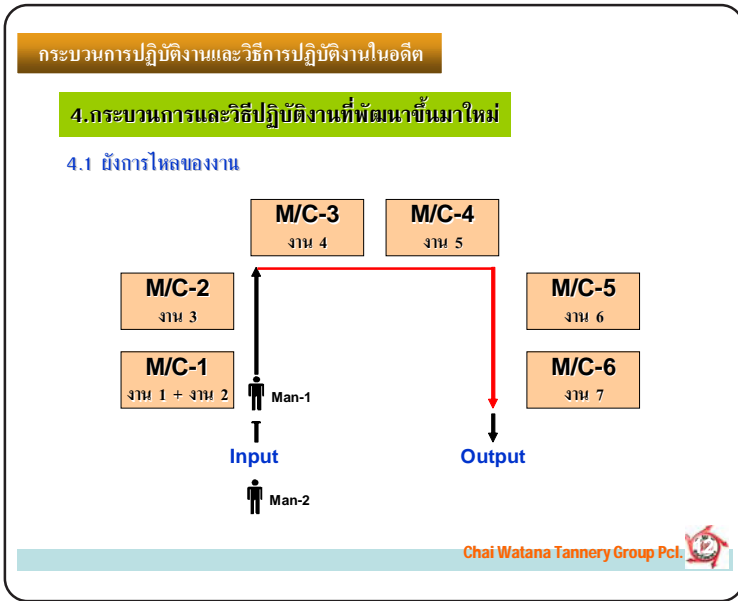 กระบวนการปฏิบัติงานและวิธีการปฏิบัติงานในอดีต
4.กระบวนการและวิธีปฏิบัติงานที่พัฒนาขึ้นมาใหม่
4.1 ผังการไหลของงาน
M/C-3
งาน 4
M/C-4
งาน 5
M/C-2
งาน 3
M/C-5
งาน 6
M/C-1
งาน 1 + งาน 2
M/C-6
งาน 7
Man-1
Input
Output
Man-2
Chai Watana Tannery Group Pcl.